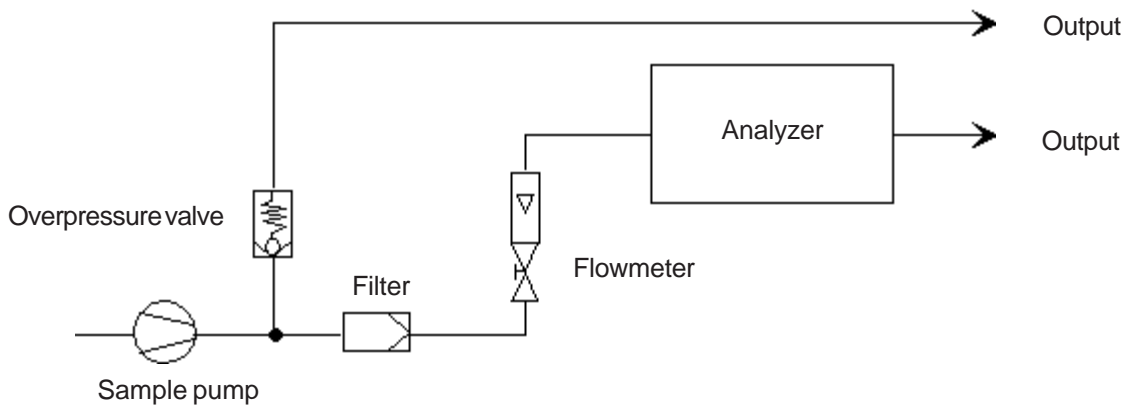 Output
Analyzer
Output
Overpressure valve
Flowmeter
Filter
Sample pump